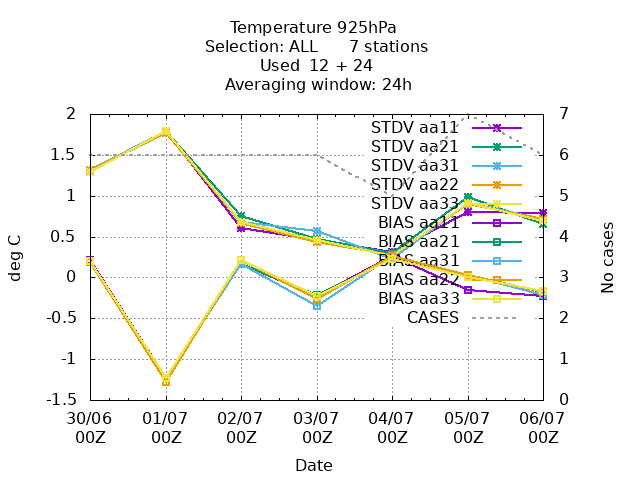 Temperature 925hPa
Selection: ALL 7 stations
Used 12 + 24
Averaging window: 24h
2
1.5
1
0.5
0
-0.5
-1
-1.5
deg C
7
6
5
4
3
2
1
0
No cases
STDV aa11
STDV aa21
STDV aa31
STDV aa22
STDV aa33
BIAS aa11
BIAS aa21
BIAS aa31
BIAS aa22
BIAS aa33
CASES
30/06 01/07 02/07 03/07 04/07 05/07 06/07
00Z 00Z 00Z 00Z 00Z 00Z 00Z
Date